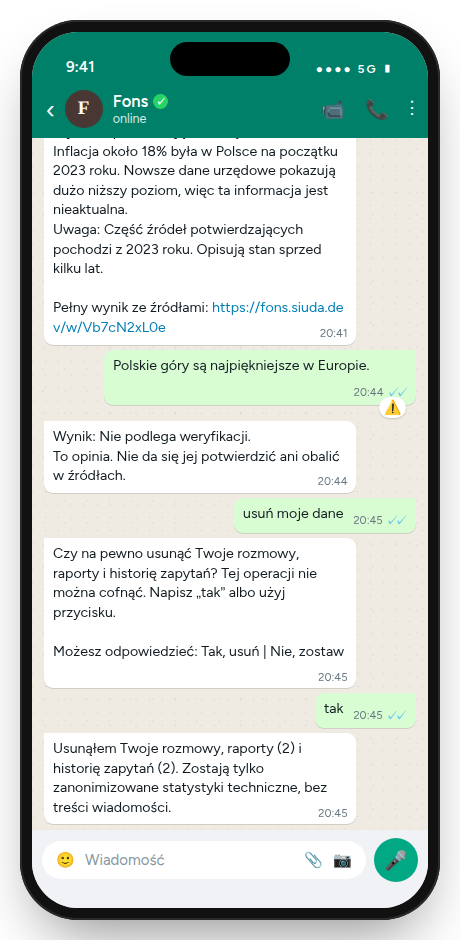 9:41
5G
F
Fons
online
Inflacja około 18% była w Polsce na początku
2023 roku. Nowsze dane urzędowe pokazują
dużo niższy poziom, więc ta informacja jest
nieaktualna.
Uwaga: Część źródeł potwierdzających
pochodzi z 2023 roku. Opisują stan sprzed
kilku lat.
Pełny wynik ze źródłami: https://fons.siuda.de
v/w/Vb7cN2xL0e
20:41
Polskie góry są najpiękniejsze w Europie.
20:44
Wynik: Nie podlega weryfikacji.
To opinia. Nie da się jej potwierdzić ani obalić
w źródłach.
20:44
usuń moje dane 20:45
Czy na pewno usunąć Twoje rozmowy,
raporty i historię zapytań? Tej operacji nie
można cofnąć. Napisz „tak” albo użyj
przycisku.
Możesz odpowiedzieć: Tak, usuń | Nie, zostaw
20:45
tak 20:45
Usunąłem Twoje rozmowy, raporty (2) i
historię zapytań (2). Zostają tylko
zanonimizowane statystyki techniczne, bez
treści wiadomości.
20:45
Wiadomość